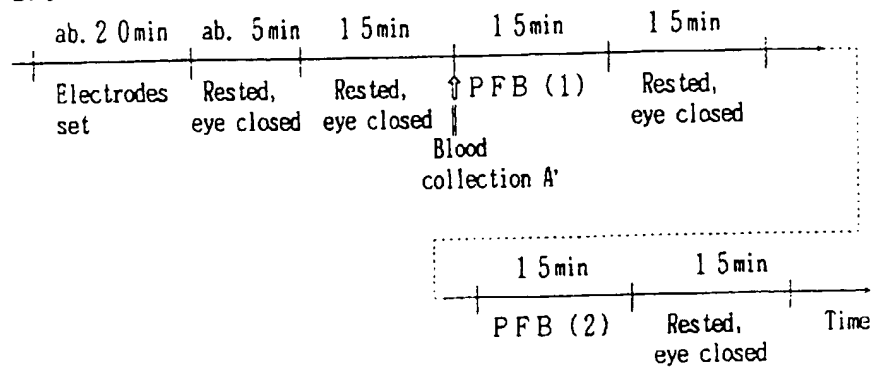 ab. 20min ab. 5min 15min 15min 15min
Electrodes set
Rested, eye closed
Rested, eye closed
PFB (1)
Rested, eye closed
Blood collection A'
15min 15min
PFB (2)
Rested, eye closed
Time